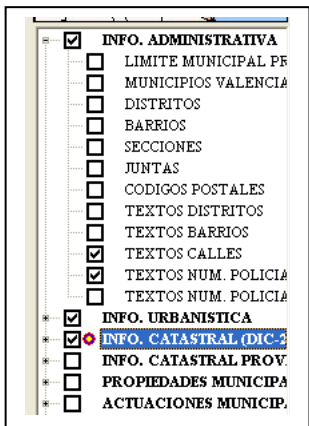 INFO. ADMINISTRATIVA
LIMITE MUNICIPAL PR
MUNICIPIOS VALENCIA
DISTRITOS
BARRIOS
SECCIONES
JUNTAS
CODIGOS POSTALES
TEXTOS DISTRITOS
TEXTOS BARRIOS
TEXTOS CALLES
TEXTOS NUM. POLICIA
TEXTOS NUM. POLICIA
INFO. URBANISTICA
INFO. CATASTRAL (DIC-2
INFO. CATASTRAL PROV.
PROPIEDADES MUNICIPA
ACTUACIONES MUNICIP.